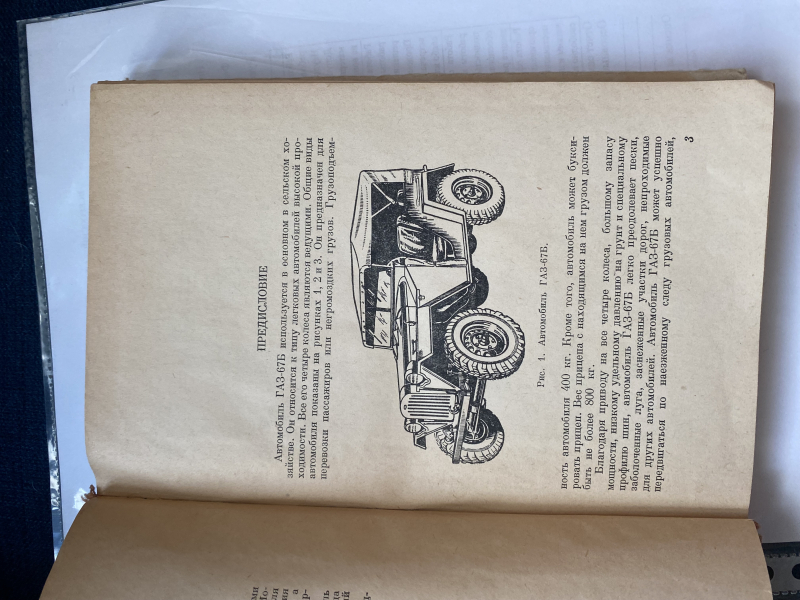 ПРЕДИСЛОВИЕ
Автомобиль ГАЗ-67Б используется в основном в сельском хо-
зяйстве. Он относится к типу легковых автомобилей высокой про-
ходимости. Все его четыре колеса являются ведущими. Общие виды
автомобиля показаны на рисунках 1, 2 и 3. Он предназначен для
перевозки пассажиров или негромоздких грузов. Грузоподъем-
Рис. 1. Автомобиль ГАЗ-67Б.
ность автомобиля 400 кг. Кроме того, автомобиль может букси-
ровать прицеп. Вес прицепа с находящимся на нем грузом должен
быть не более 800 кг.
Благодаря приводу на все четыре колеса, большому запасу
мощности, низкому удельному давлению на грунт и специальному
профилю шин, автомобиль ГАЗ-67Б легко преодолевает пески,
заболоченные луга, заснеженные участки дорог, непроходимые
для других автомобилей. Автомобиль ГАЗ-67Б может успешно
передвигаться по наезженному следу грузовых автомобилей,
3